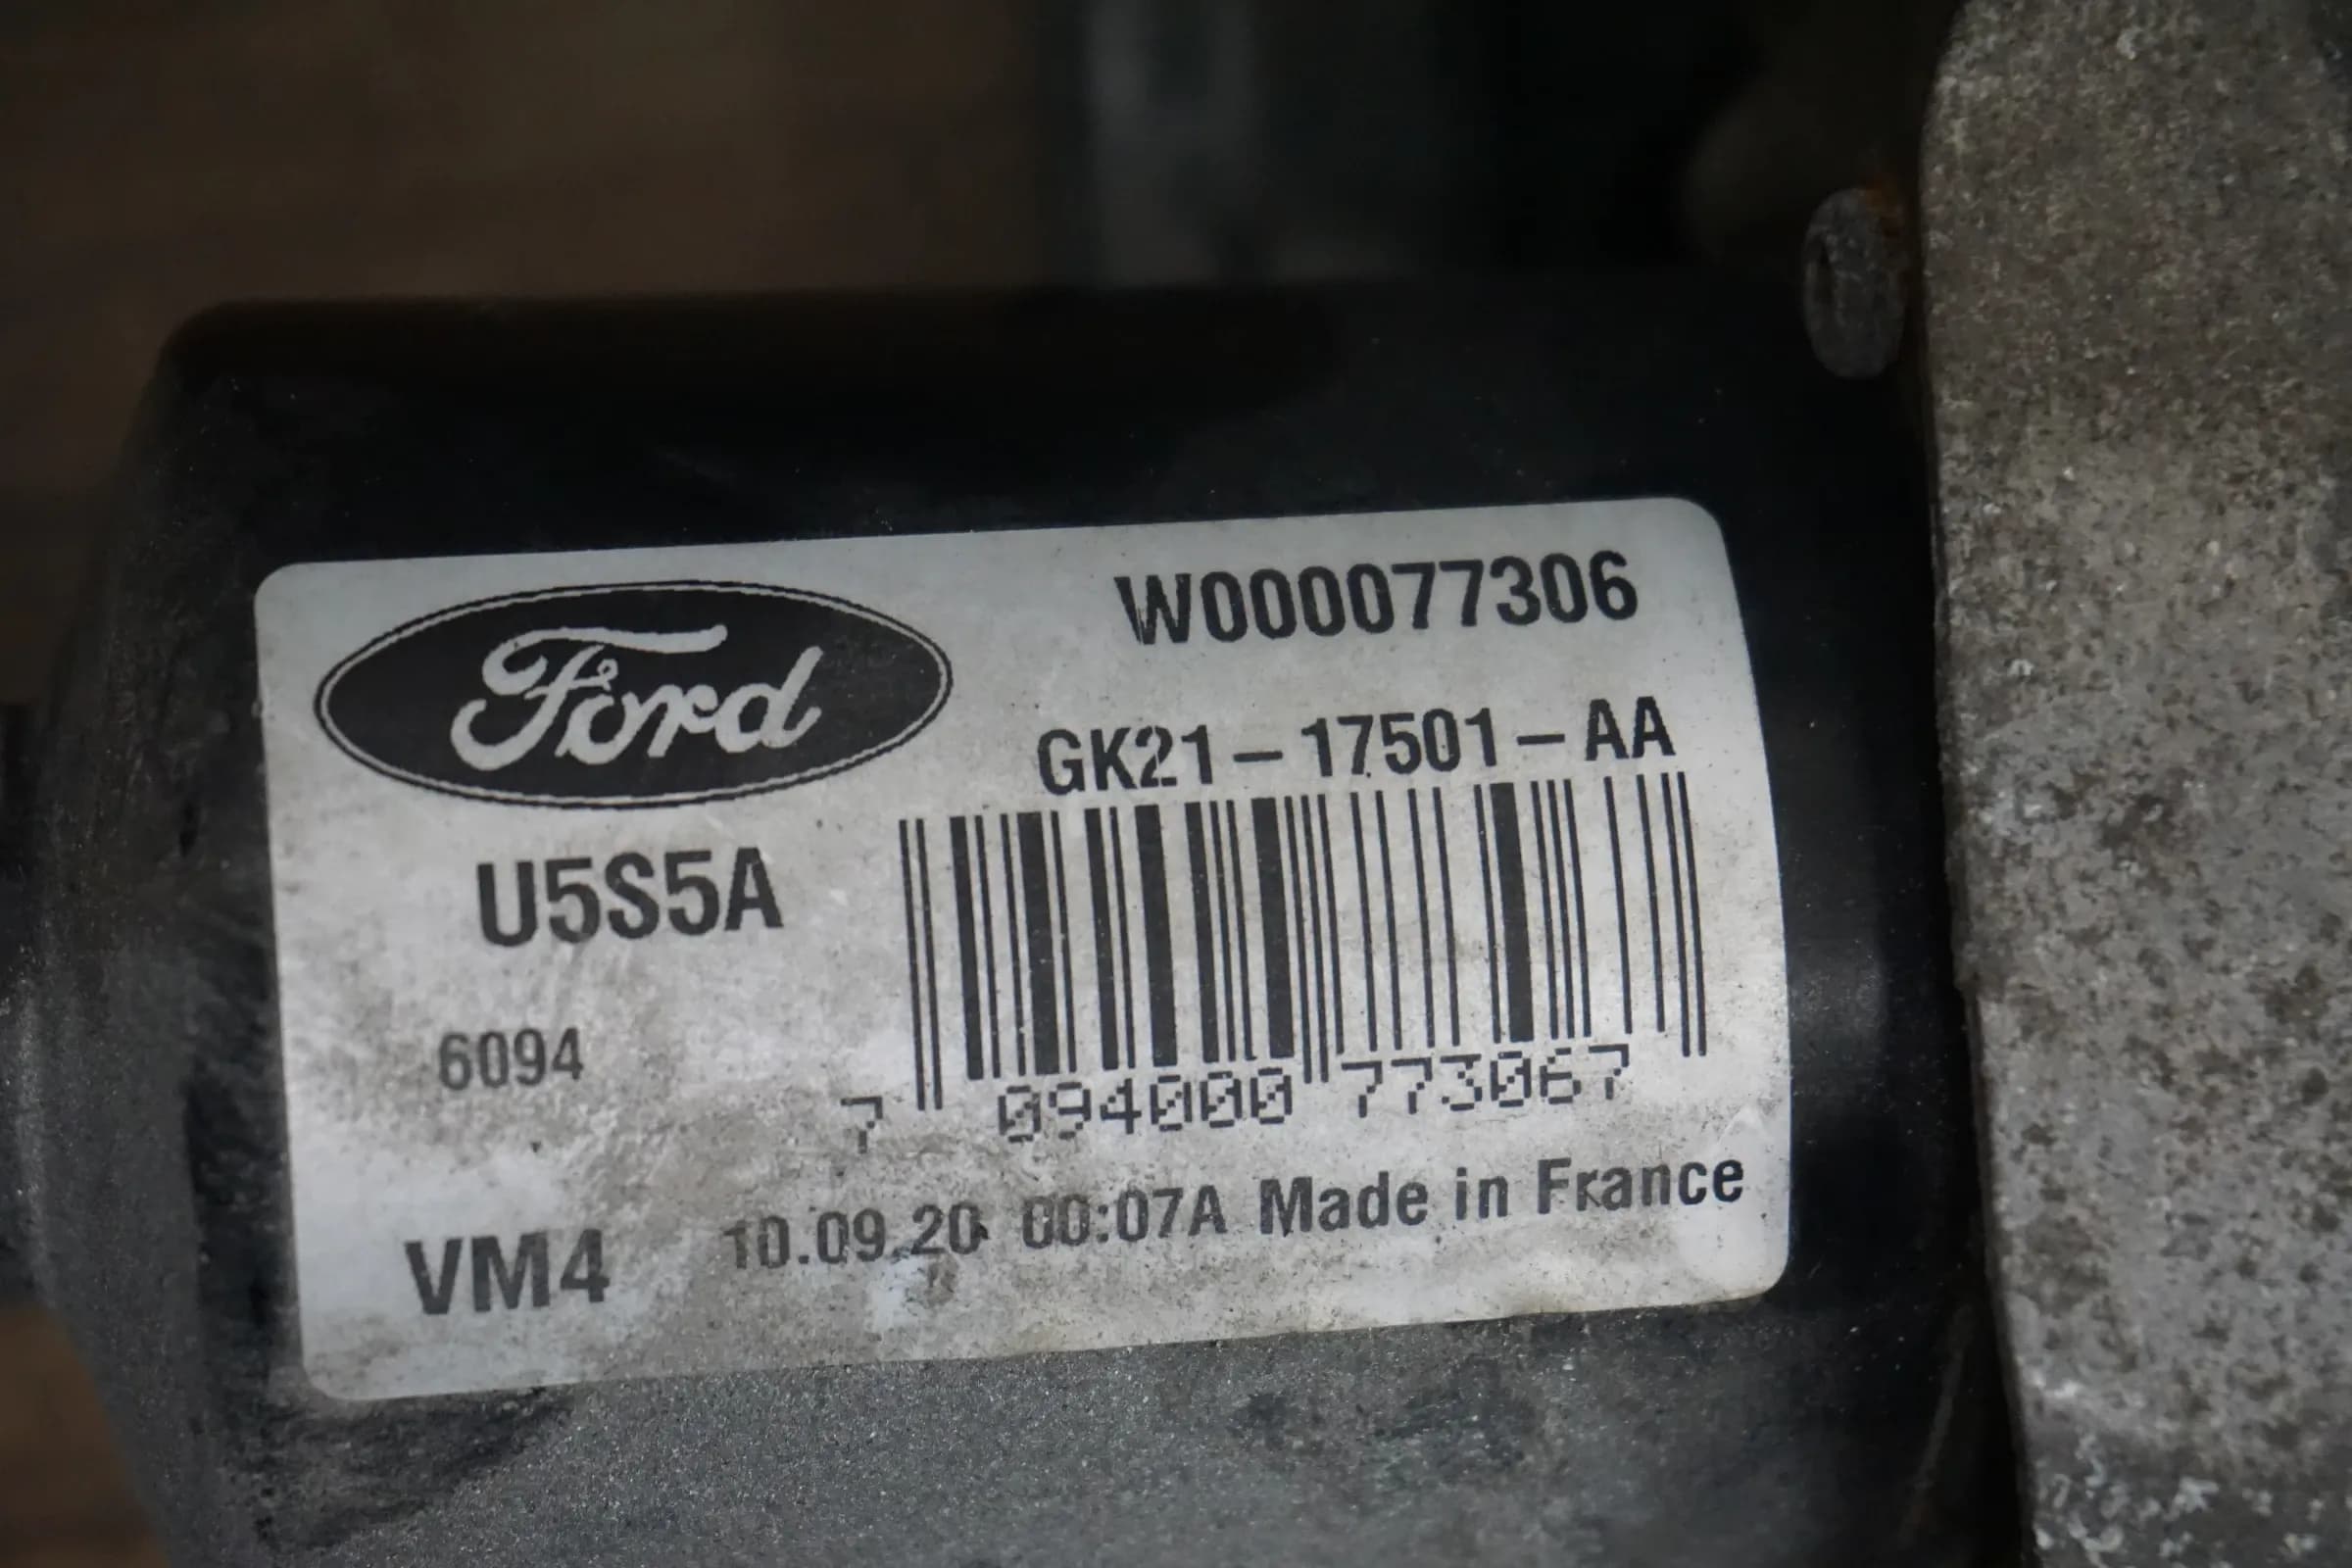 Ford
W000077306
GK21-17501-AA
U5S5A
6094
7 094000 773067
VM4 10.09.20 00:07A Made in France